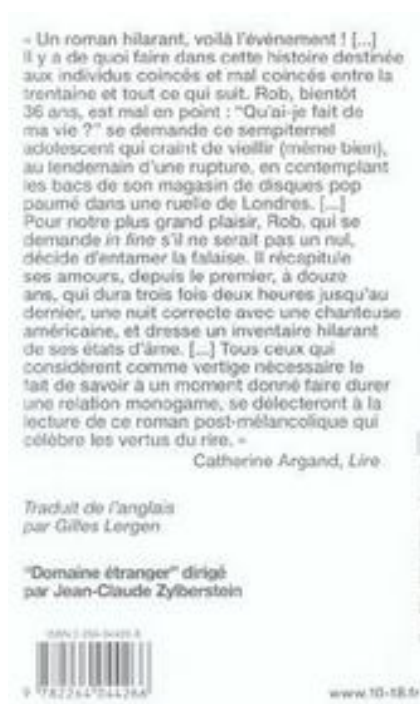 « Un roman hilarant, voilà l'événement ! [...]
Il y a de quoi faire dans cette histoire destinée
aux individus coincés et mal coincés entre la
trentaine et tout ce qui suit. Rob, bientôt
36 ans, est mal en point : "Qu'ai-je fait de
ma vie ?" se demande ce sempiternel
adolescent qui craint de vieillir (même bien),
au lendemain d'une rupture, en contemplant
les bacs de son magasin de disques pop
paumé dans une ruelle de Londres. [...]
Pour notre plus grand plaisir, Rob, qui se
demande in fine s'il ne serait pas un nul,
décide d'entamer la falaise. Il récapitule
ses amours, depuis le premier, à douze
ans, qui dura trois fois deux heures jusqu'au
dernier, une nuit correcte avec une chanteuse
américaine, et dresse un inventaire hilarant
de ses états d'âme. [...] Tous ceux qui
considèrent comme vertige nécessaire le
fait de savoir à un moment donné faire durer
une relation monogame, se délecteront à la
lecture de ce roman post-mélancolique qui
célèbre les vertus du rire. »
Catherine Argand, Lire
Traduit de l'anglais
par Gilles Lergen
"Domaine étranger" dirigé
par Jean-Claude Zylberstein
9 782264 044266
www.10-18.fr